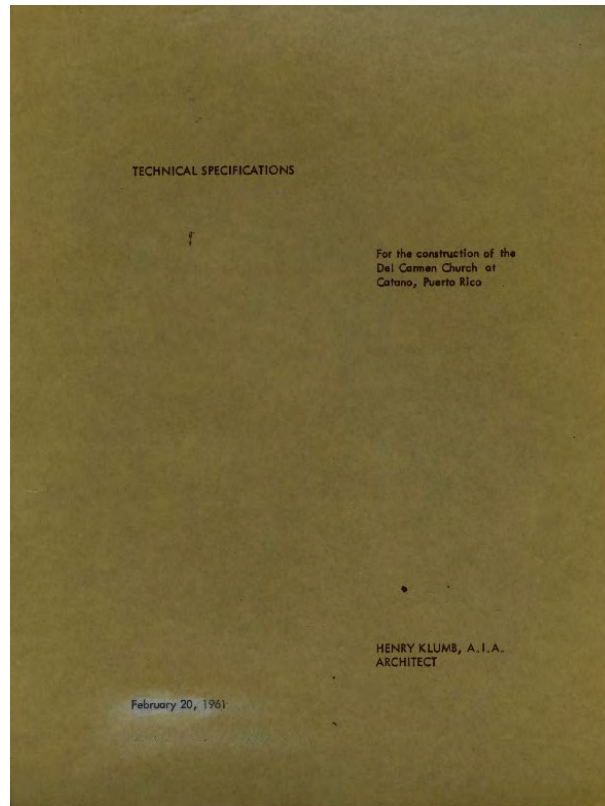 TECHNICAL SPECIFICATIONS
For the construction of the
Del Carmen Church at
Catano, Puerto Rico
HENRY KLUMB, A.I.A.
ARCHITECT
February 20, 1961